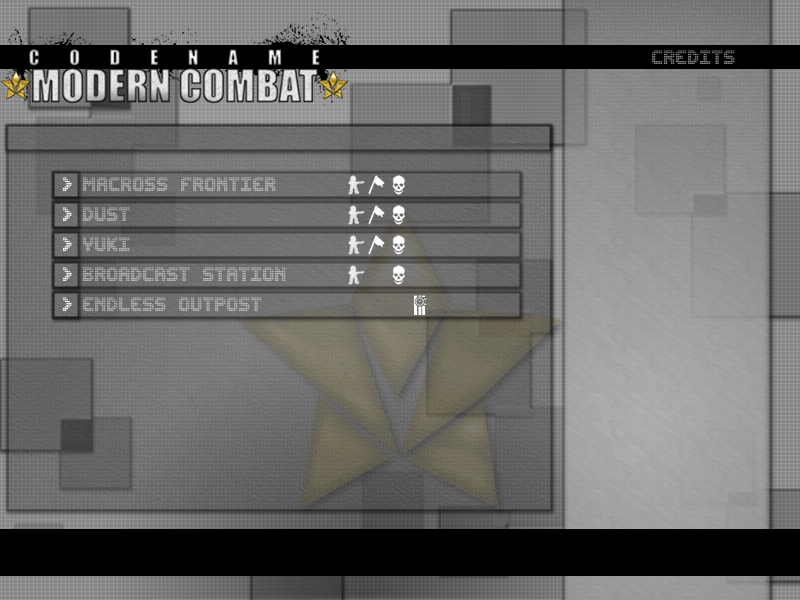 CODENAME
MODERN COMBAT
CREDITS
MACROSS FRONTIER
DUST
YUKI
BROADCAST STATION
ENDLESS OUTPOST